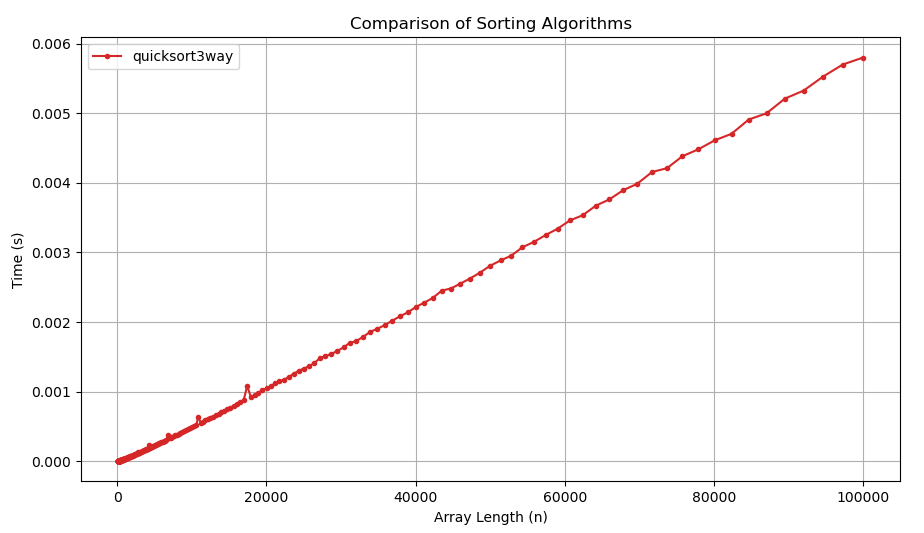 Comparison of Sorting Algorithms
quicksort3way
Time (s)
0.006
0.005
0.004
0.003
0.002
0.001
0.000
0 20000 40000 60000 80000 100000
Array Length (n)